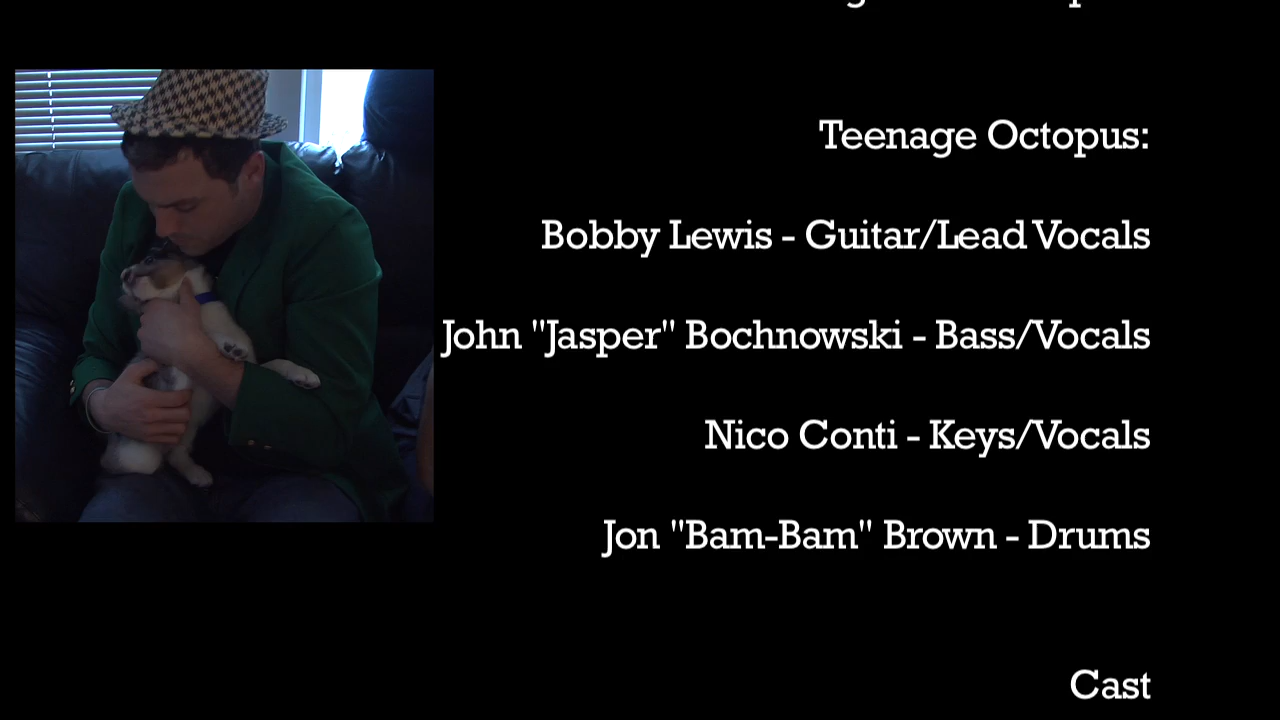 Teenage Octopus:
Bobby Lewis - Guitar/Lead Vocals
John "Jasper" Bochnowski - Bass/Vocals
Nico Conti - Keys/Vocals
Jon "Bam-Bam" Brown - Drums
Cast